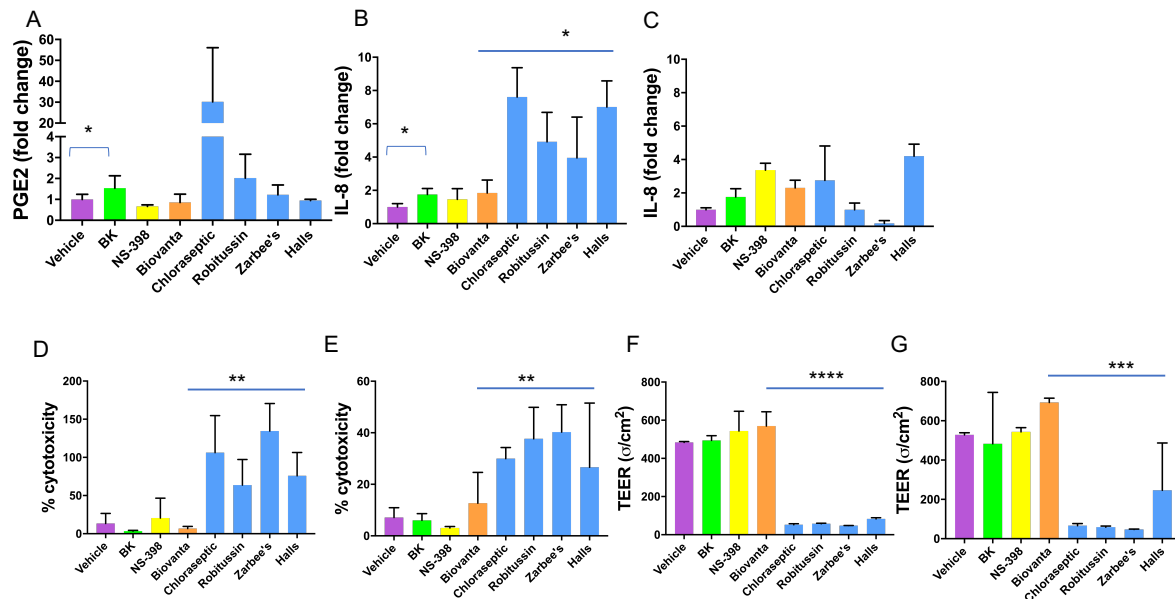 A
PGE2 (fold change)
60
50
40
30
20
4
3
2
1
0
*
Vehicle
BK
NS-398
Biovanta
Chloraseptic
Robitussin
Zarbee's
Halls
B
IL-8 (fold change)
10
8
6
4
2
0
*
*
Vehicle
BK
NS-398
Biovanta
Chloraseptic
Robitussin
Zarbee's
Halls
C
IL-8 (fold change)
10
8
6
4
2
0
Vehicle
BK
NS-398
Biovanta
Chloraspetic
Robitussin
Zarbee's
Halls
D
% cytotoxicity
200
150
100
50
0
**
Vehicle
BK
NS-398
Biovanta
Chloraseptic
Robitussin
Zarbee's
Halls
E
% cytotoxicity
60
40
20
0
**
Vehicle
BK
NS-398
Biovanta
Chloraseptic
Robitussin
Zarbee's
Halls
F
TEER (σ/cm²)
800
600
400
200
0
****
Vehicle
BK
NS-398
Biovanta
Chloraseptic
Robitussin
Zarbee's
Halls
G
TEER (σ/cm²)
800
600
400
200
0
***
Vehicle
BK
NS-398
Biovanta
Chloraseptic
Robitussin
Zarbee's
Halls